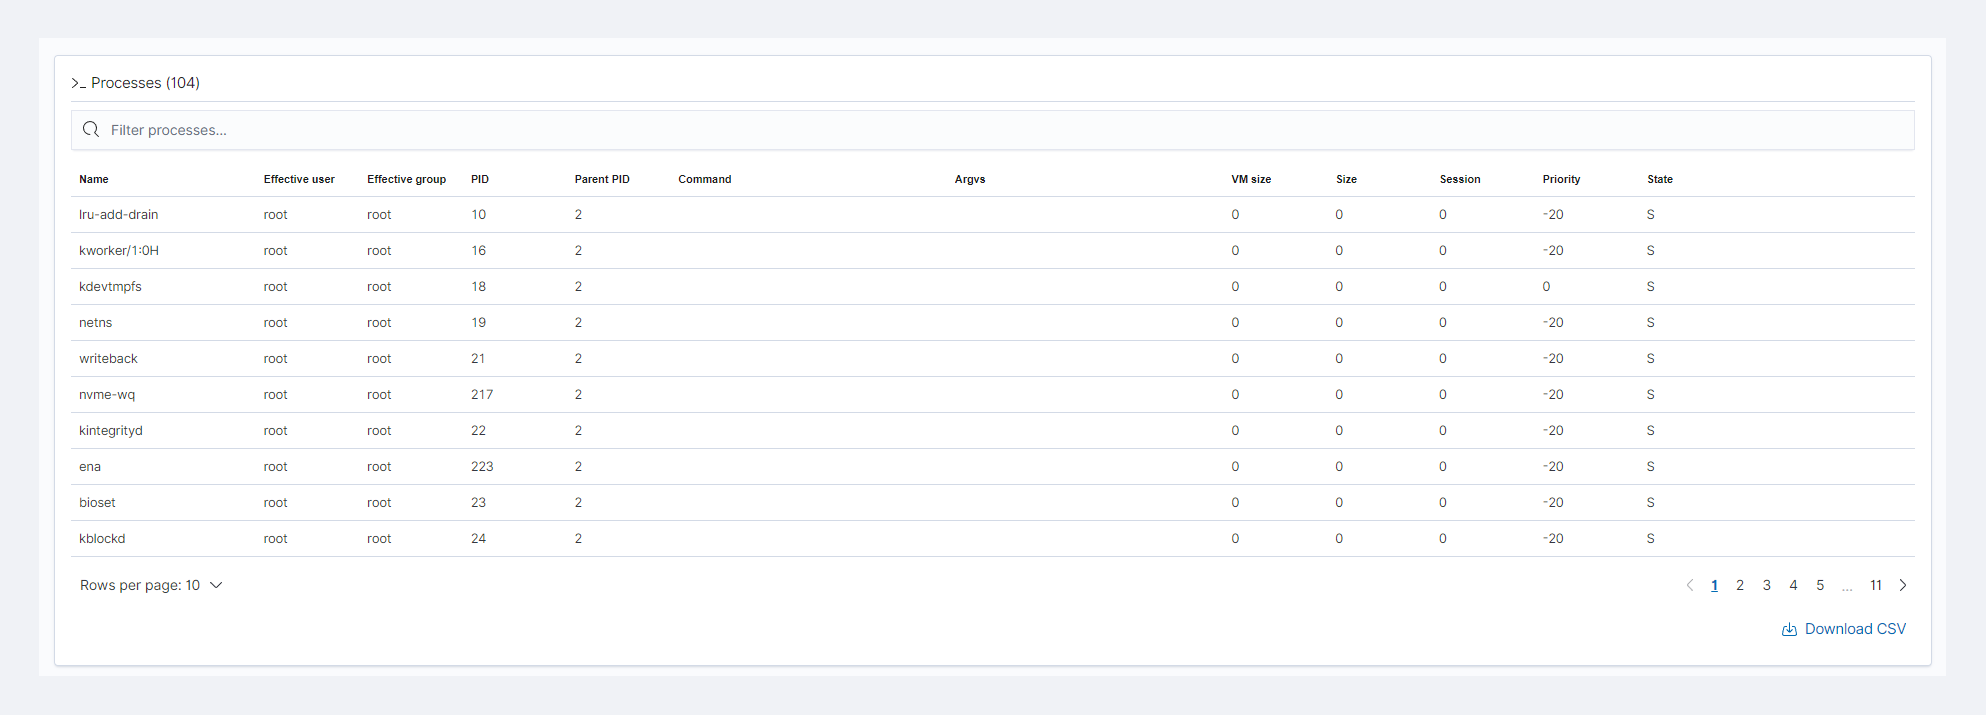 >_ Processes (104)
Filter processes...
Name Effective user Effective group PID Parent PID Command Argvs VM size Size Session Priority State
lru-add-drain root root 10 2 0 0 0 -20 S
kworker/1:0H root root 16 2 0 0 0 -20 S
kdevtmpfs root root 18 2 0 0 0 0 S
netns root root 19 2 0 0 0 -20 S
writeback root root 21 2 0 0 0 -20 S
nvme-wq root root 217 2 0 0 0 -20 S
kintegrityd root root 22 2 0 0 0 -20 S
ena root root 223 2 0 0 0 -20 S
bioset root root 23 2 0 0 0 -20 S
kblockd root root 24 2 0 0 0 -20 S
Rows per page: 10 < 1 2 3 4 5 ... 11 >
Download CSV